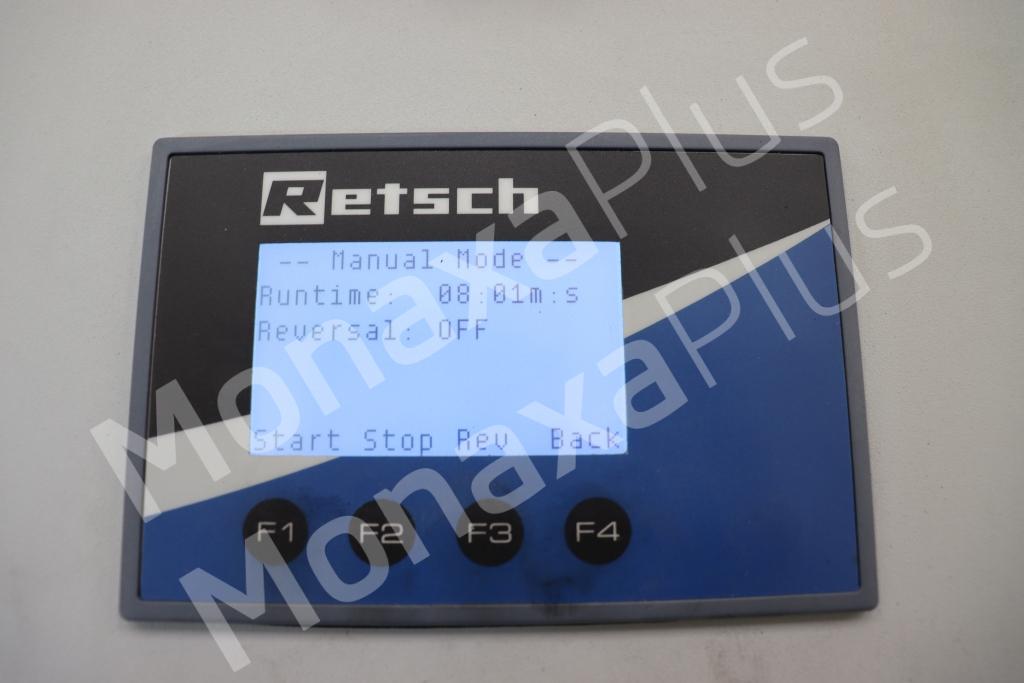 Retsch
-- Manual Mode --
Runtime: 08:01m:s
Reversal: OFF
Start Stop Rev Back
F1 F2 F3 F4
MonaxaPlus
MonaxaPlus